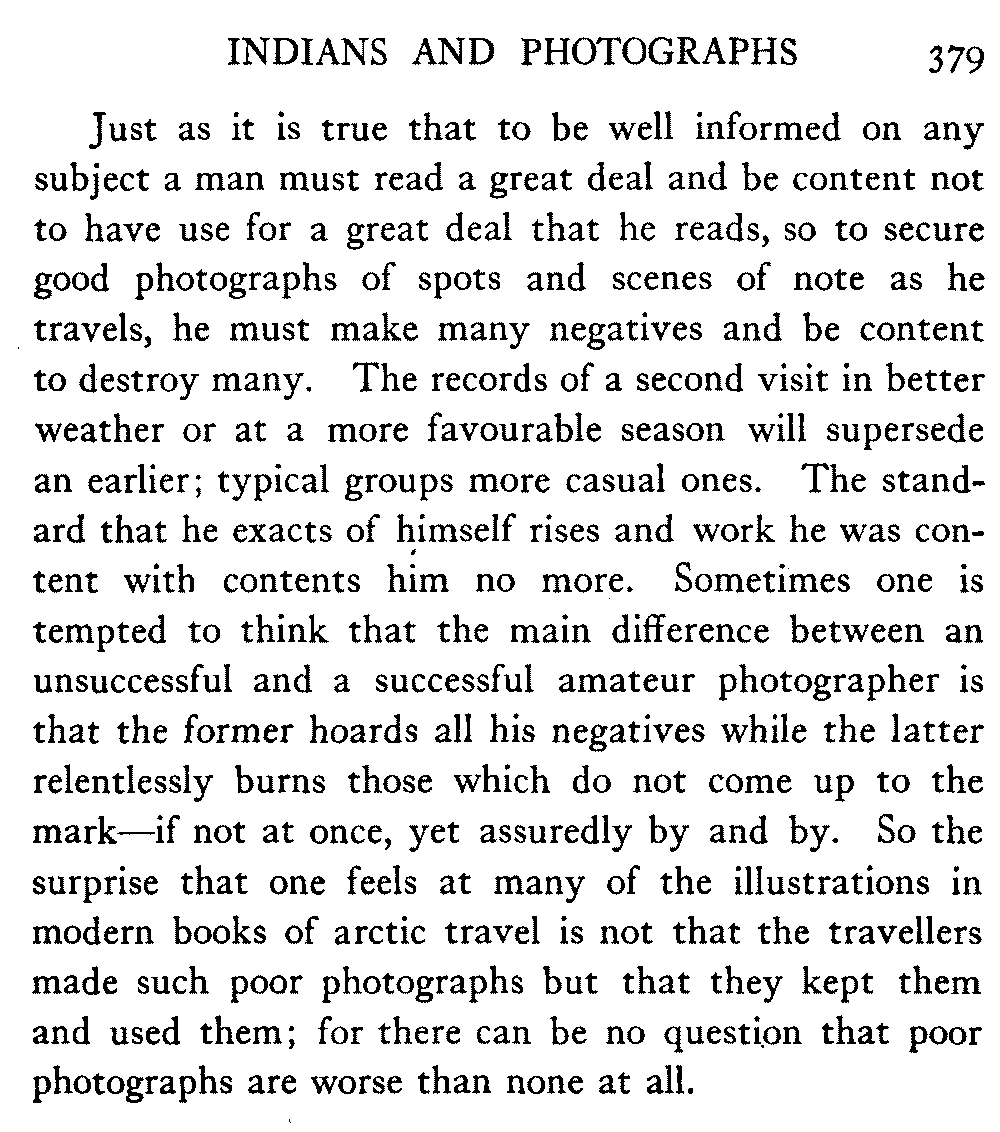 INDIANS AND PHOTOGRAPHS 379
Just as it is true that to be well informed on any
subject a man must read a great deal and be content not
to have use for a great deal that he reads, so to secure
good photographs of spots and scenes of note as he
travels, he must make many negatives and be content
to destroy many. The records of a second visit in better
weather or at a more favourable season will supersede
an earlier; typical groups more casual ones. The stand-
ard that he exacts of himself rises and work he was con-
tent with contents him no more. Sometimes one is
tempted to think that the main difference between an
unsuccessful and a successful amateur photographer is
that the former hoards all his negatives while the latter
relentlessly burns those which do not come up to the
mark—if not at once, yet assuredly by and by. So the
surprise that one feels at many of the illustrations in
modern books of arctic travel is not that the travellers
made such poor photographs but that they kept them
and used them; for there can be no question that poor
photographs are worse than none at all.